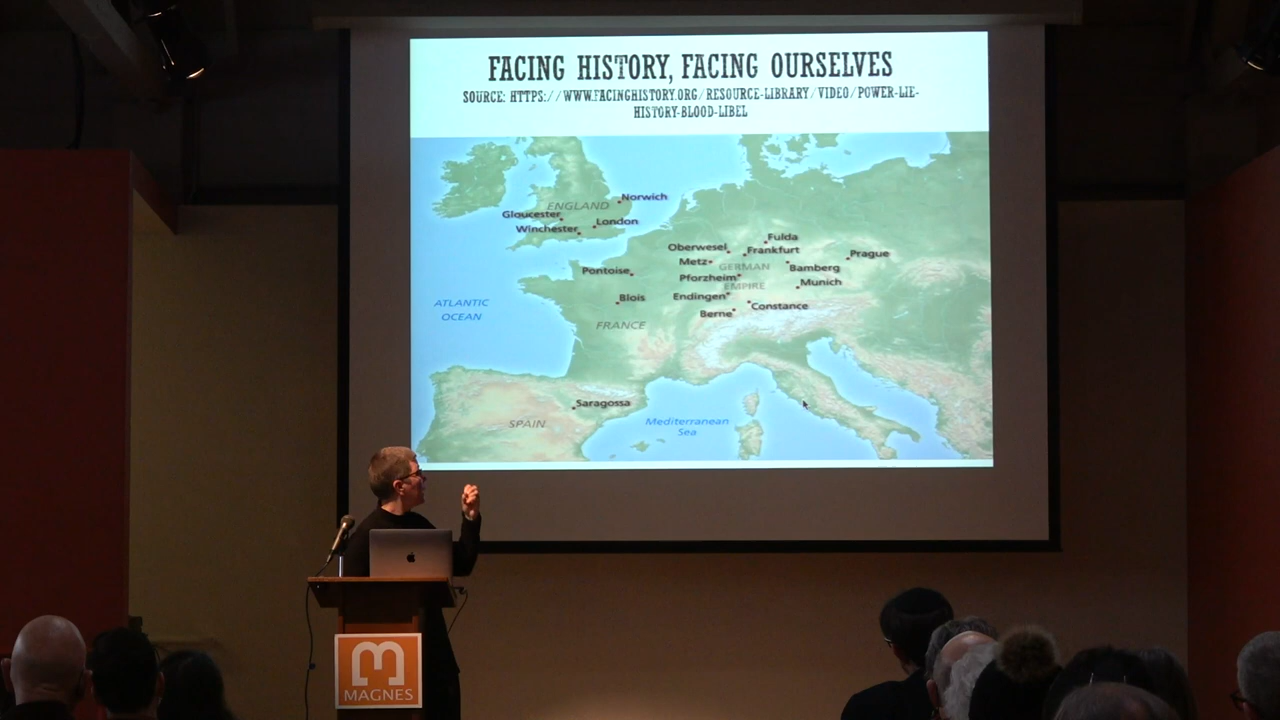 FACING HISTORY, FACING OURSELVES
SOURCE: HTTPS://WWW.FACINGHISTORY.ORG/RESOURCE-LIBRARY/VIDEO/POWER-LIE-
HISTORY-BLOOD-LIBEL
Norwich
ENGLAND
Gloucester
London
Winchester
Fulda
Oberwesel
Frankfurt
Prague
Metz
GERMAN
Bamberg
Pontoise
Pforzheim
Munich
EMPIRE
Blois
Endingen
ATLANTIC
OCEAN
Constance
Berne
FRANCE
Saragossa
SPAIN
Mediterranean
Sea
MAGNES